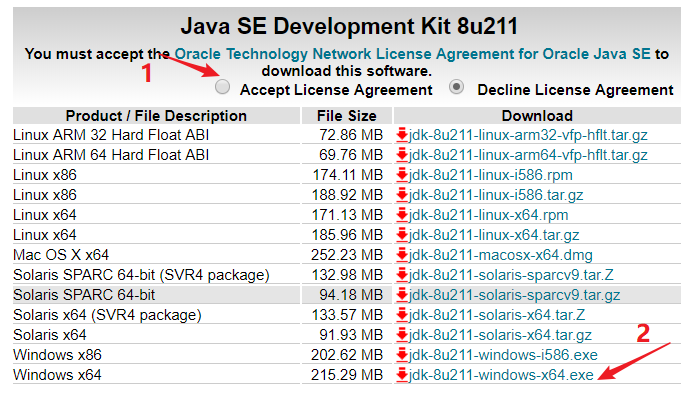 Java SE Development Kit 8u211
You must accept the Oracle Technology Network License Agreement for Oracle Java SE to
download this software.
1
Accept License Agreement Decline License Agreement
Product / File Description File Size Download
Linux ARM 32 Hard Float ABI 72.86 MB jdk-8u211-linux-arm32-vfp-hflt.tar.gz
Linux ARM 64 Hard Float ABI 69.76 MB jdk-8u211-linux-arm64-vfp-hflt.tar.gz
Linux x86 174.11 MB jdk-8u211-linux-i586.rpm
Linux x86 188.92 MB jdk-8u211-linux-i586.tar.gz
Linux x64 171.13 MB jdk-8u211-linux-x64.rpm
Linux x64 185.96 MB jdk-8u211-linux-x64.tar.gz
Mac OS X x64 252.23 MB jdk-8u211-macosx-x64.dmg
Solaris SPARC 64-bit (SVR4 package) 132.98 MB jdk-8u211-solaris-sparcv9.tar.Z
Solaris SPARC 64-bit 94.18 MB jdk-8u211-solaris-sparcv9.tar.gz
Solaris x64 (SVR4 package) 133.57 MB jdk-8u211-solaris-x64.tar.Z
Solaris x64 91.93 MB jdk-8u211-solaris-x64.tar.gz
2
Windows x86 202.62 MB jdk-8u211-windows-i586.exe
Windows x64 215.29 MB jdk-8u211-windows-x64.exe